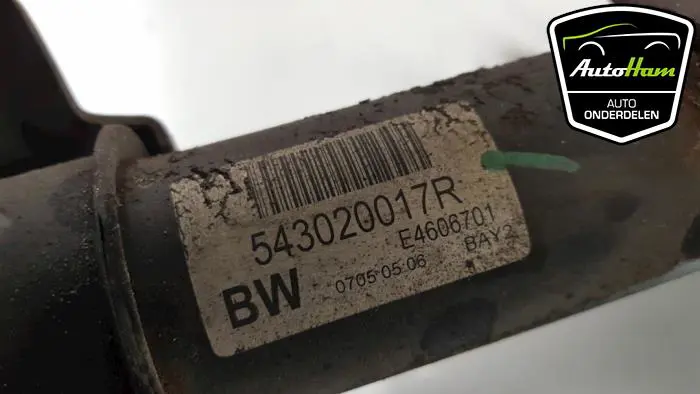 543020017R
E4606701
BW 0705 05:06 BAY2
AutoHam
AUTO
ONDERDELEN